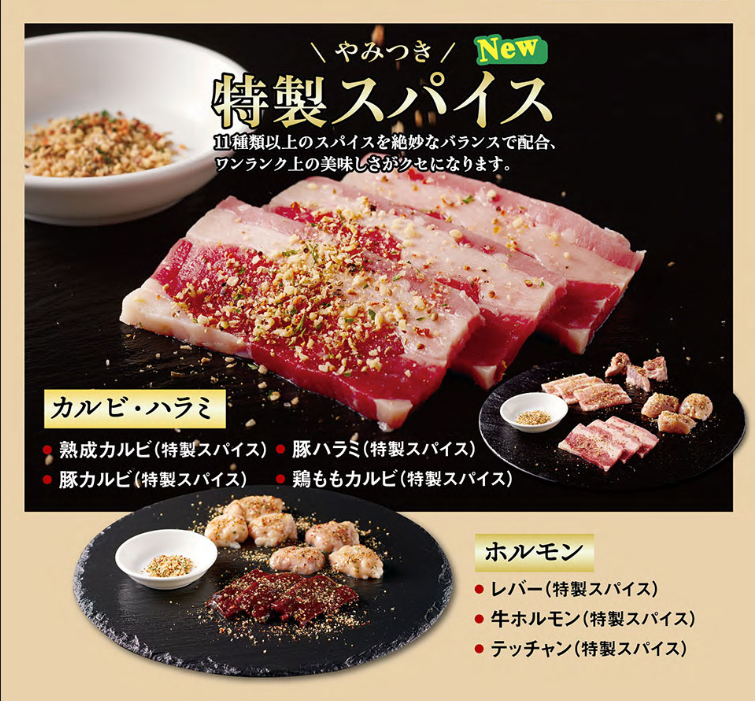 \ やみつき /
New
特製スパイス
11種類以上のスパイスを絶妙なバランスで配合、
ワンランク上の美味しさがクセになります。
カルビ・ハラミ
● 熟成カルビ(特製スパイス) ● 豚ハラミ(特製スパイス)
● 豚カルビ(特製スパイス) ● 鶏ももカルビ(特製スパイス)
ホルモン
● レバー(特製スパイス)
● 牛ホルモン(特製スパイス)
● テッチャン(特製スパイス)